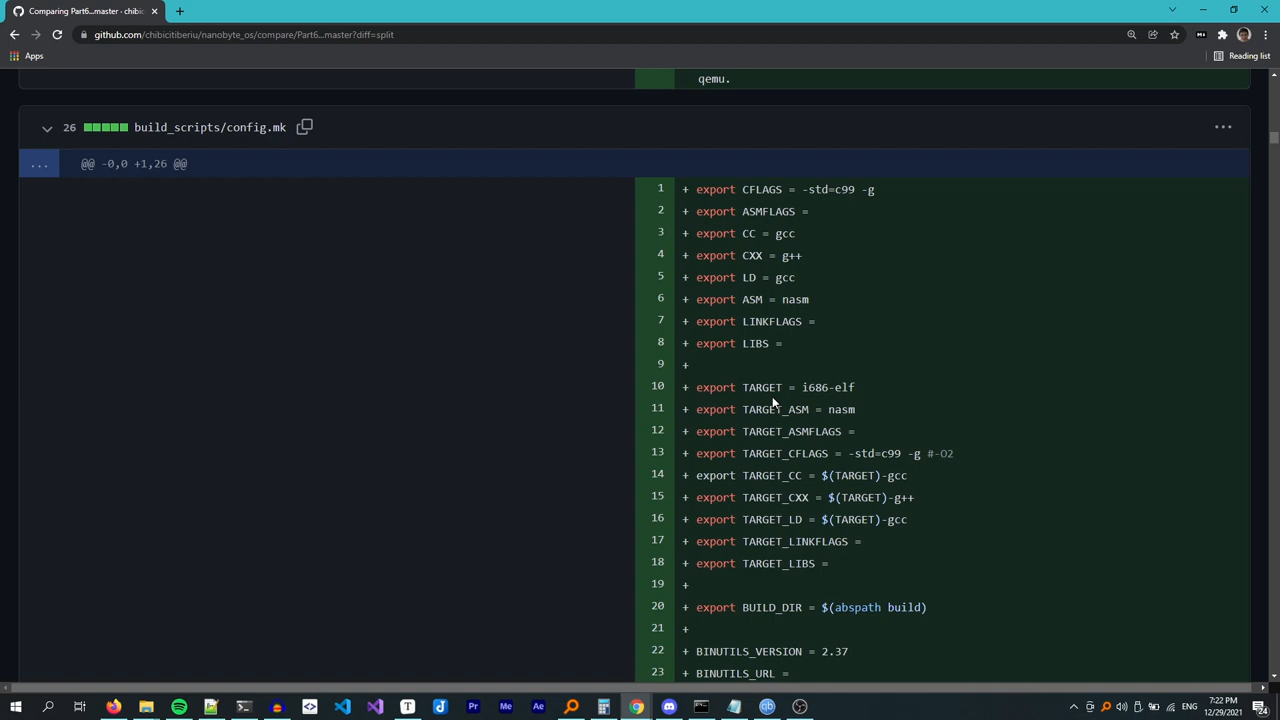 Comparing Part6...master · chibic
github.com/chibicitiberiu/nanobyte_os/compare/Part6...master?diff=split
Apps
Reading list
qemu.
26 build_scripts/config.mk
... @@ -0,0 +1,26 @@
1 + export CFLAGS = -std=c99 -g
2 + export ASMFLAGS =
3 + export CC = gcc
4 + export CXX = g++
5 + export LD = gcc
6 + export ASM = nasm
7 + export LINKFLAGS =
8 + export LIBS =
9 +
10 + export TARGET = i686-elf
11 + export TARGET_ASM = nasm
12 + export TARGET_ASMFLAGS =
13 + export TARGET_CFLAGS = -std=c99 -g #-O2
14 + export TARGET_CC = $(TARGET)-gcc
15 + export TARGET_CXX = $(TARGET)-g++
16 + export TARGET_LD = $(TARGET)-gcc
17 + export TARGET_LINKFLAGS =
18 + export TARGET_LIBS =
19 +
20 + export BUILD_DIR = $(abspath build)
21 +
22 + BINUTILS_VERSION = 2.37
23 + BINUTILS_URL =
Pr
Me
Ae
T
ENG
7:22 PM
12/29/2021
24